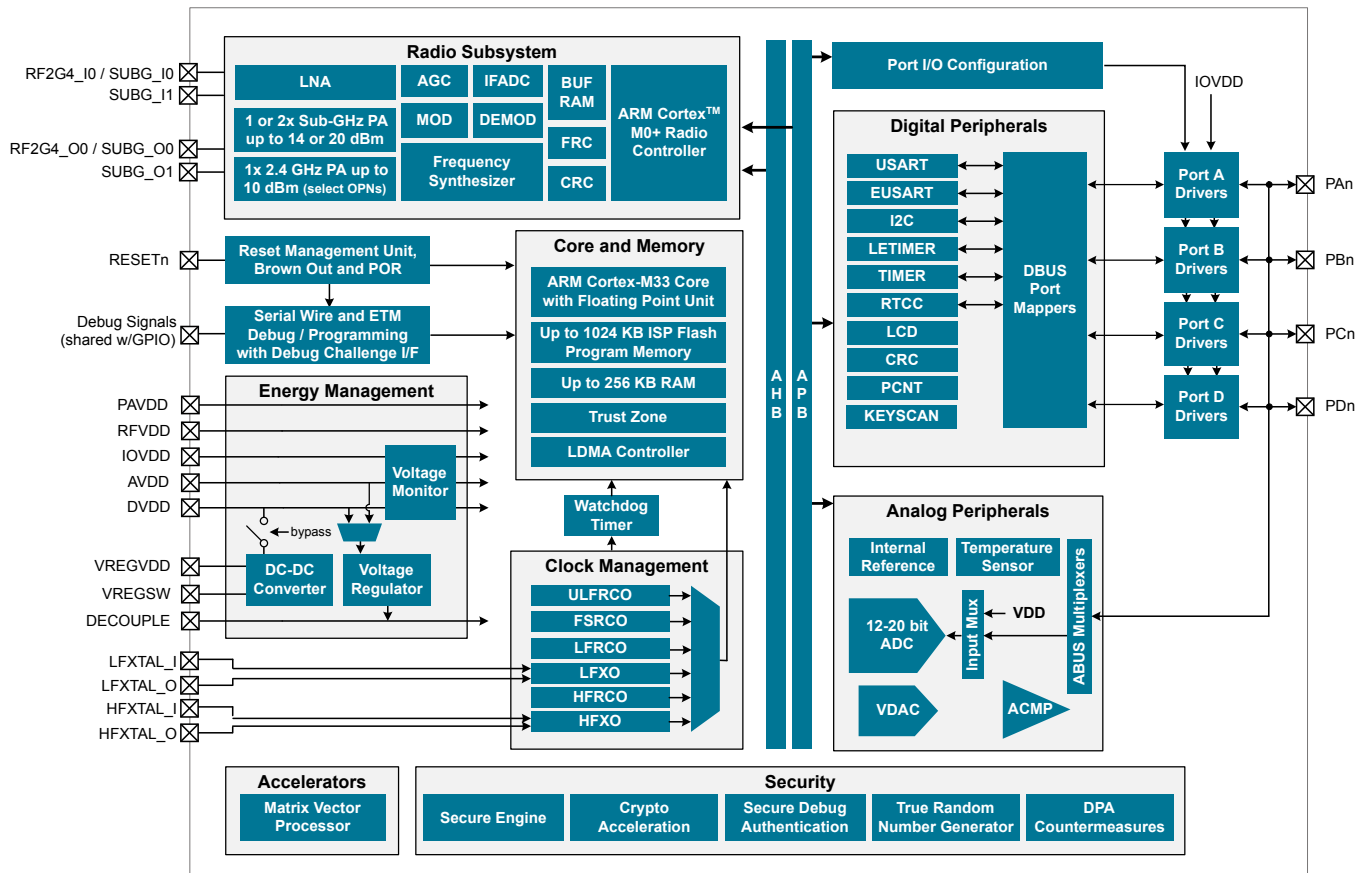 Radio Subsystem
RF2G4_I0 / SUBG_I0
SUBG_I1
RF2G4_O0 / SUBG_O0
SUBG_O1
LNA
1 or 2x Sub-GHz PA
up to 14 or 20 dBm
1x 2.4 GHz PA up to
10 dBm (select OPNs)
AGC
IFADC
MOD
DEMOD
Frequency
Synthesizer
BUF
RAM
FRC
CRC
ARM Cortex™
M0+ Radio
Controller
RESETn
Reset Management Unit,
Brown Out and POR
Debug Signals
(shared w/GPIO)
Serial Wire and ETM
Debug / Programming
with Debug Challenge I/F
Core and Memory
ARM Cortex-M33 Core
with Floating Point Unit
Up to 1024 KB ISP Flash
Program Memory
Up to 256 KB RAM
Trust Zone
LDMA Controller
Energy Management
PAVDD
RFVDD
IOVDD
AVDD
DVDD
VREGVDD
VREGSW
DECOUPLE
Voltage
Monitor
bypass
DC-DC
Converter
Voltage
Regulator
Watchdog
Timer
Clock Management
ULFRCO
FSRCO
LFRCO
LFXO
HFRCO
HFXO
LFXTAL_I
LFXTAL_O
HFXTAL_I
HFXTAL_O
AHB
APB
Port I/O Configuration
IOVDD
Digital Peripherals
USART
EUSART
I2C
LETIMER
TIMER
RTCC
LCD
CRC
PCNT
KEYSCAN
DBUS
Port
Mappers
Port A
Drivers
Port B
Drivers
Port C
Drivers
Port D
Drivers
PAn
PBn
PCn
PDn
Analog Peripherals
Internal
Reference
Temperature
Sensor
12-20 bit
ADC
Input Mux
VDD
ABUS Multiplexers
VDAC
ACMP
Accelerators
Matrix Vector
Processor
Security
Secure Engine
Crypto
Acceleration
Secure Debug
Authentication
True Random
Number Generator
DPA
Countermeasures